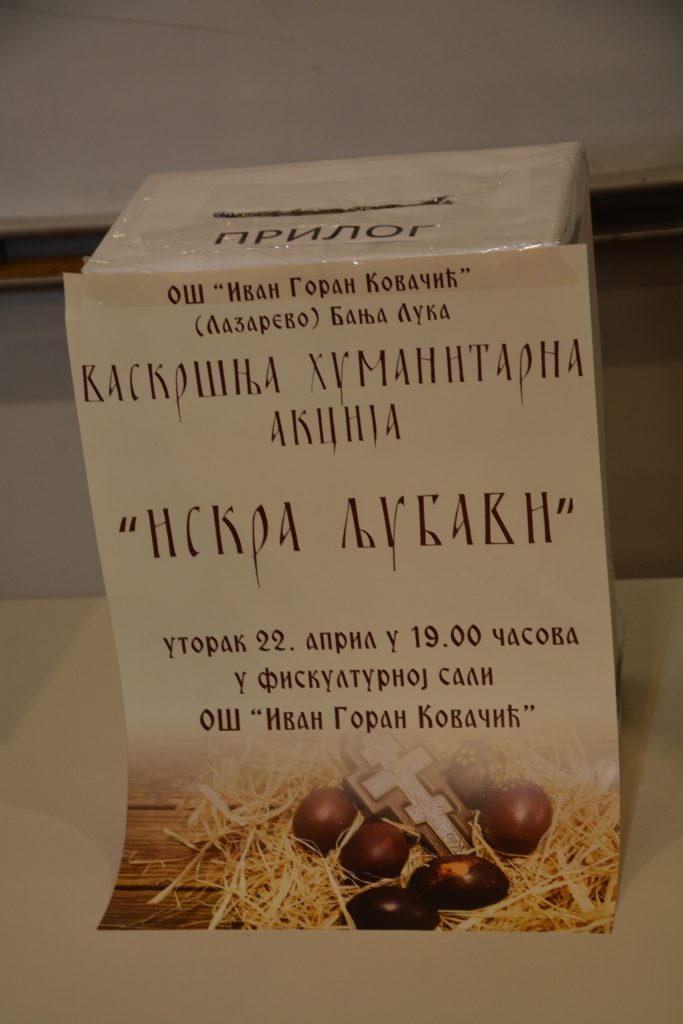 ПРИЛОГ
ОШ “Иван Горан Ковачић”
(Лазарево) Бања Лука
ВАСКРШЊА ХУМАНИТАРНА
АКЦИЈА
“ИСКРА ЉУБАВИ”
уторак 22. април у 19.00 часова
у фискултурној сали
ОШ “Иван Горан Ковачић”